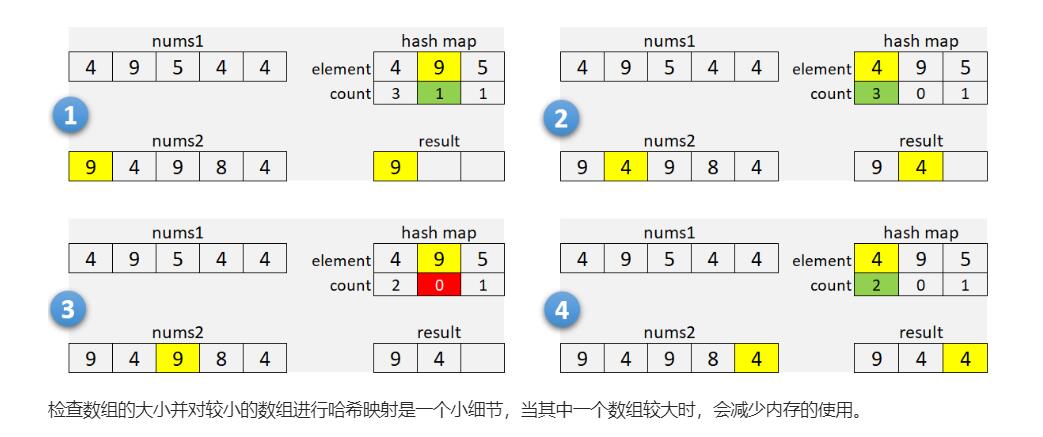 nums1 hash map
4 9 5 4 4 element 4 9 5
count 3 1 1
1
nums2 result
9 4 9 8 4 9
nums1 hash map
4 9 5 4 4 element 4 9 5
count 3 0 1
2
nums2 result
9 4 9 8 4 9 4
nums1 hash map
4 9 5 4 4 element 4 9 5
count 2 0 1
3
nums2 result
9 4 9 8 4 9 4
nums1 hash map
4 9 5 4 4 element 4 9 5
count 2 0 1
4
nums2 result
9 4 9 8 4 9 4 4
检查数组的大小并对较小的数组进行哈希映射是一个小细节，当其中一个数组较大时，会减少内存的使用。